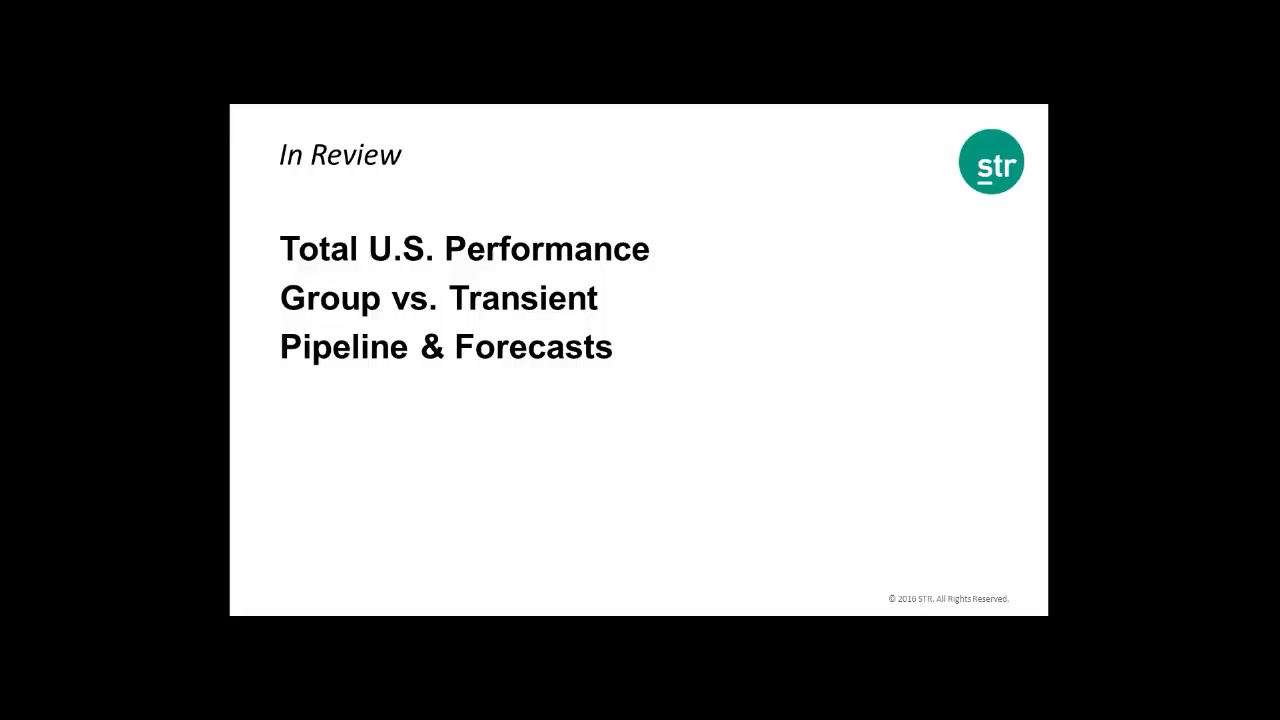 In Review
str
Total U.S. Performance
Group vs. Transient
Pipeline & Forecasts
© 2016 STR. All Rights Reserved.